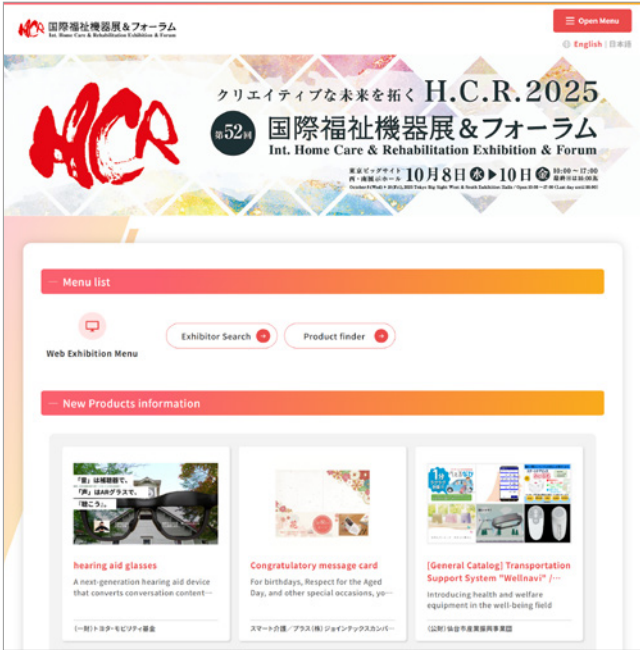 HCR 国際福祉機器展&フォーラム
Int. Home Care & Rehabilitation Exhibition & Forum
Open Menu
English | 日本語
HCR
クリエイティブな未来を拓く H.C.R.2025
第52回 国際福祉機器展&フォーラム
Int. Home Care & Rehabilitation Exhibition & Forum
東京ビッグサイト
西・南展示ホール 10月8日水▶10日金 10:00~17:00
最終日は16:00迄
Menu list
Web Exhibition Menu
Exhibitor Search
Product finder
New Products information
「音」は補聴器で、
「声」はARグラスで、
「聴こう」。
hearing aid glasses
A next-generation hearing aid device
that converts conversation content…
(一財)トヨタ・モビリティ基金
Congratulatory message card
For birthdays, Respect for the Aged
Day, and other special occasions, yo…
スマート介護/プラス(株)ジョインテックスカンパ…
[General Catalog] Transportation
Support System "Wellnavi" /…
Introducing health and welfare
equipment in the well-being field
(公財)仙台市産業振興事業団